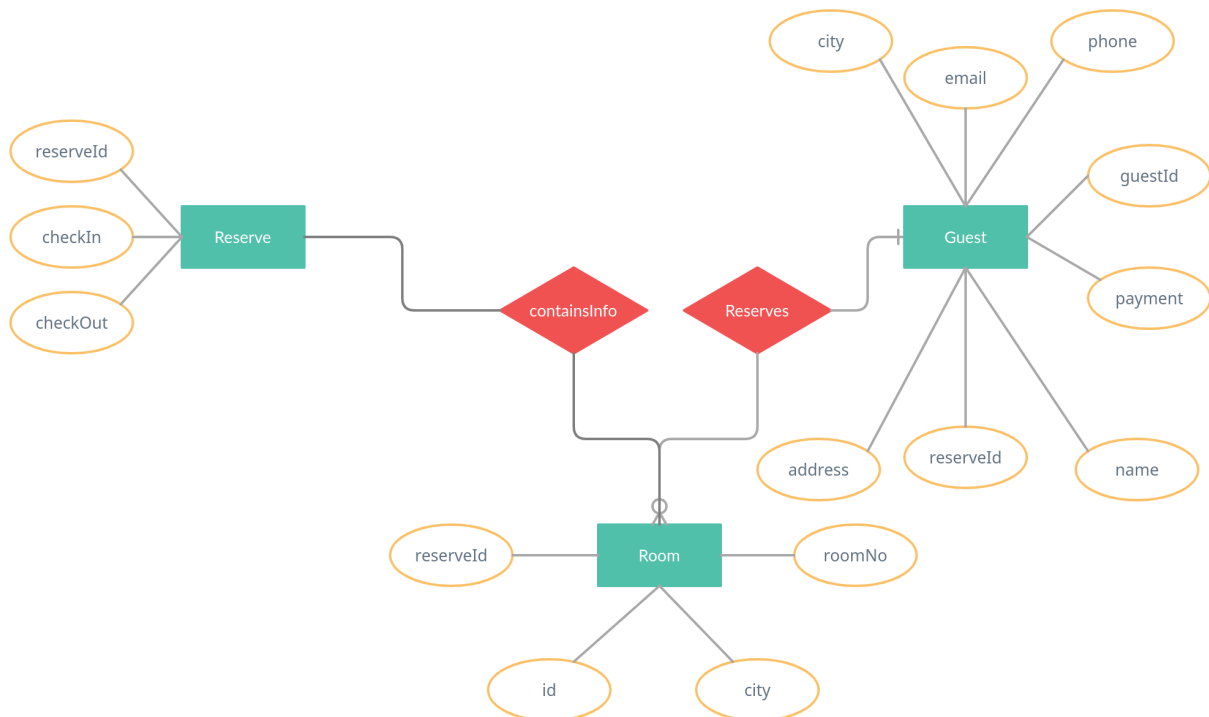 city
phone
email
reserveId
guestId
checkIn
Reserve
Guest
payment
containsInfo
Reserves
checkOut
address
reserveId
name
reserveId
Room
roomNo
id
city